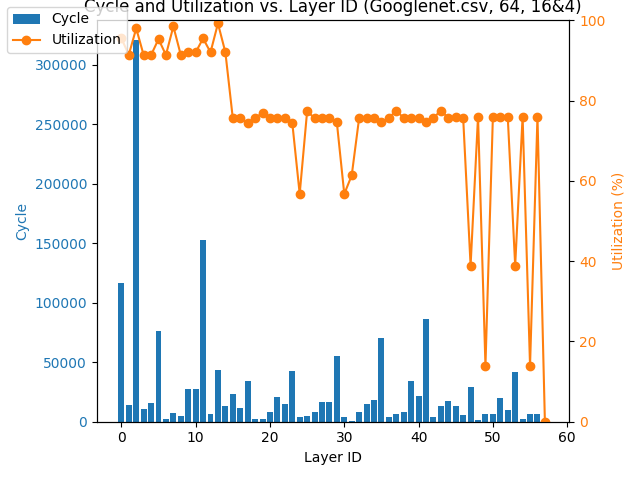 Cycle and Utilization vs. Layer ID (Googlenet.csv, 64, 16&4)
Cycle
Utilization
300000
250000
200000
150000
100000
50000
0
Cycle
100
80
60
40
20
0
Utilization (%)
0 10 20 30 40 50 60
Layer ID